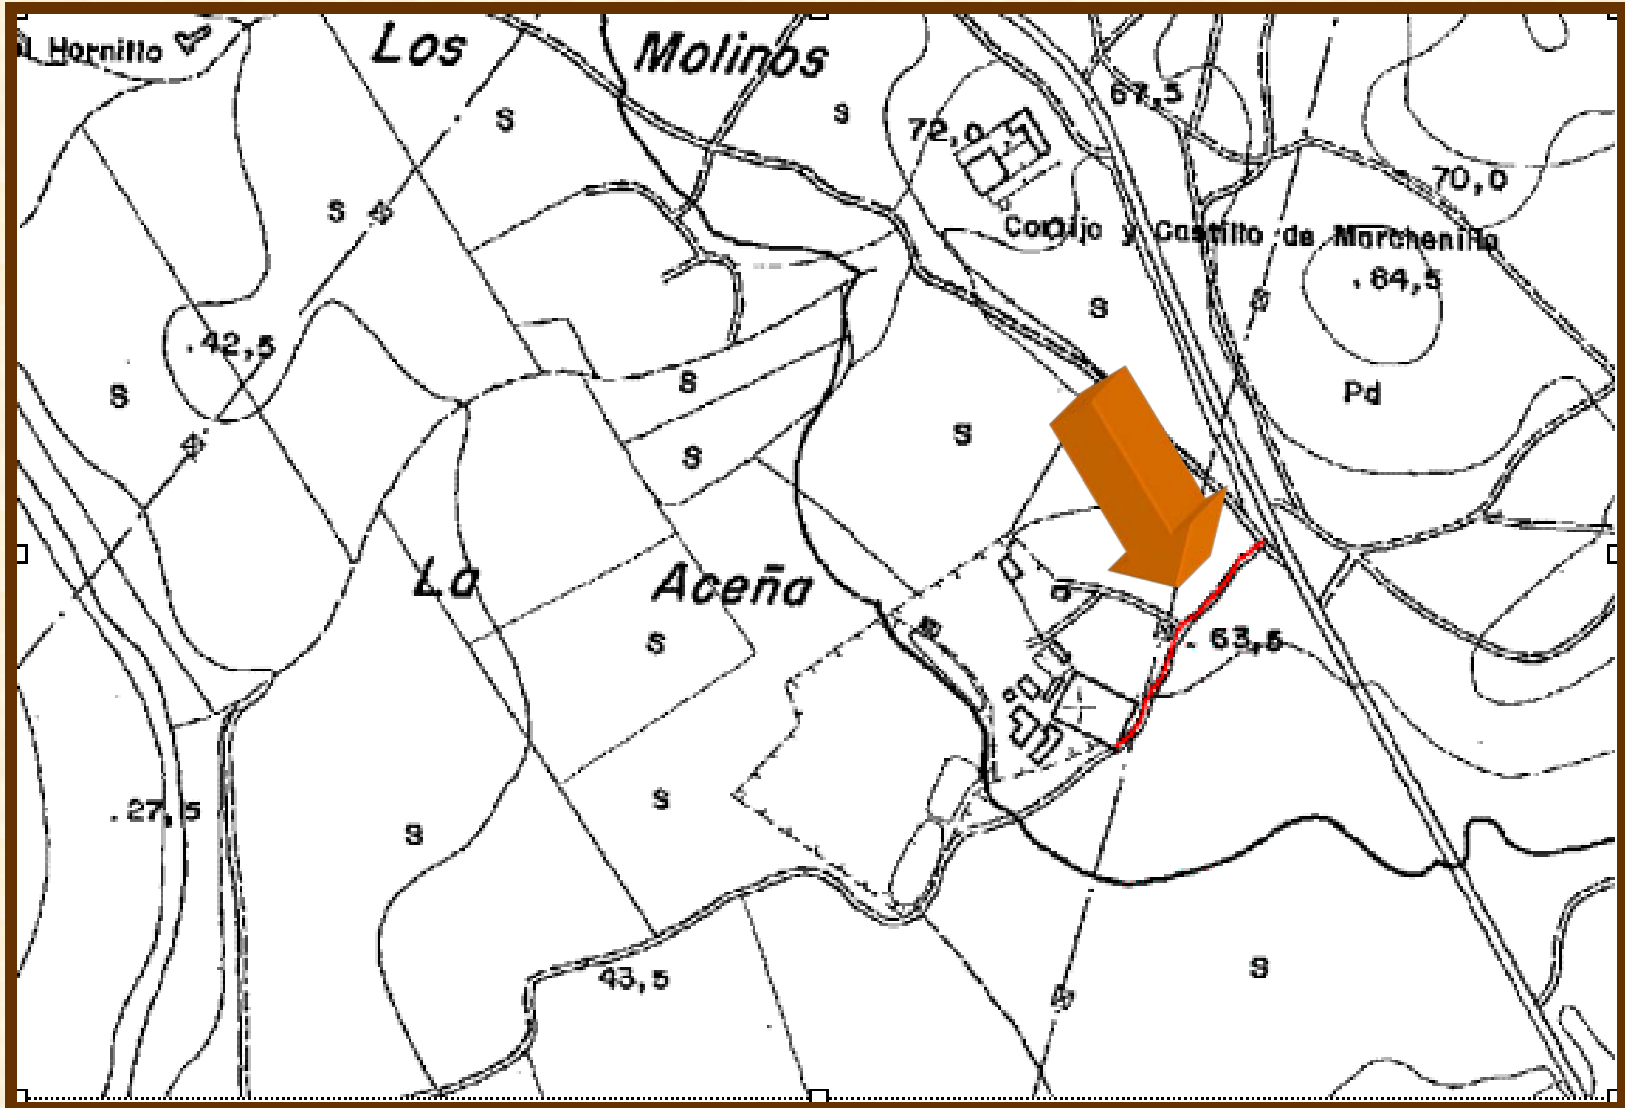 Los Molinos
l Hornillo
S
67,5
S
72,0
70,0
S
Cortijo y Castillo de Marchenilla
. 84,5
S
. 42,5
S
S
Pd
S
S
La Aceña
S
. 63,5
S
. 27,5
S
S
43,5